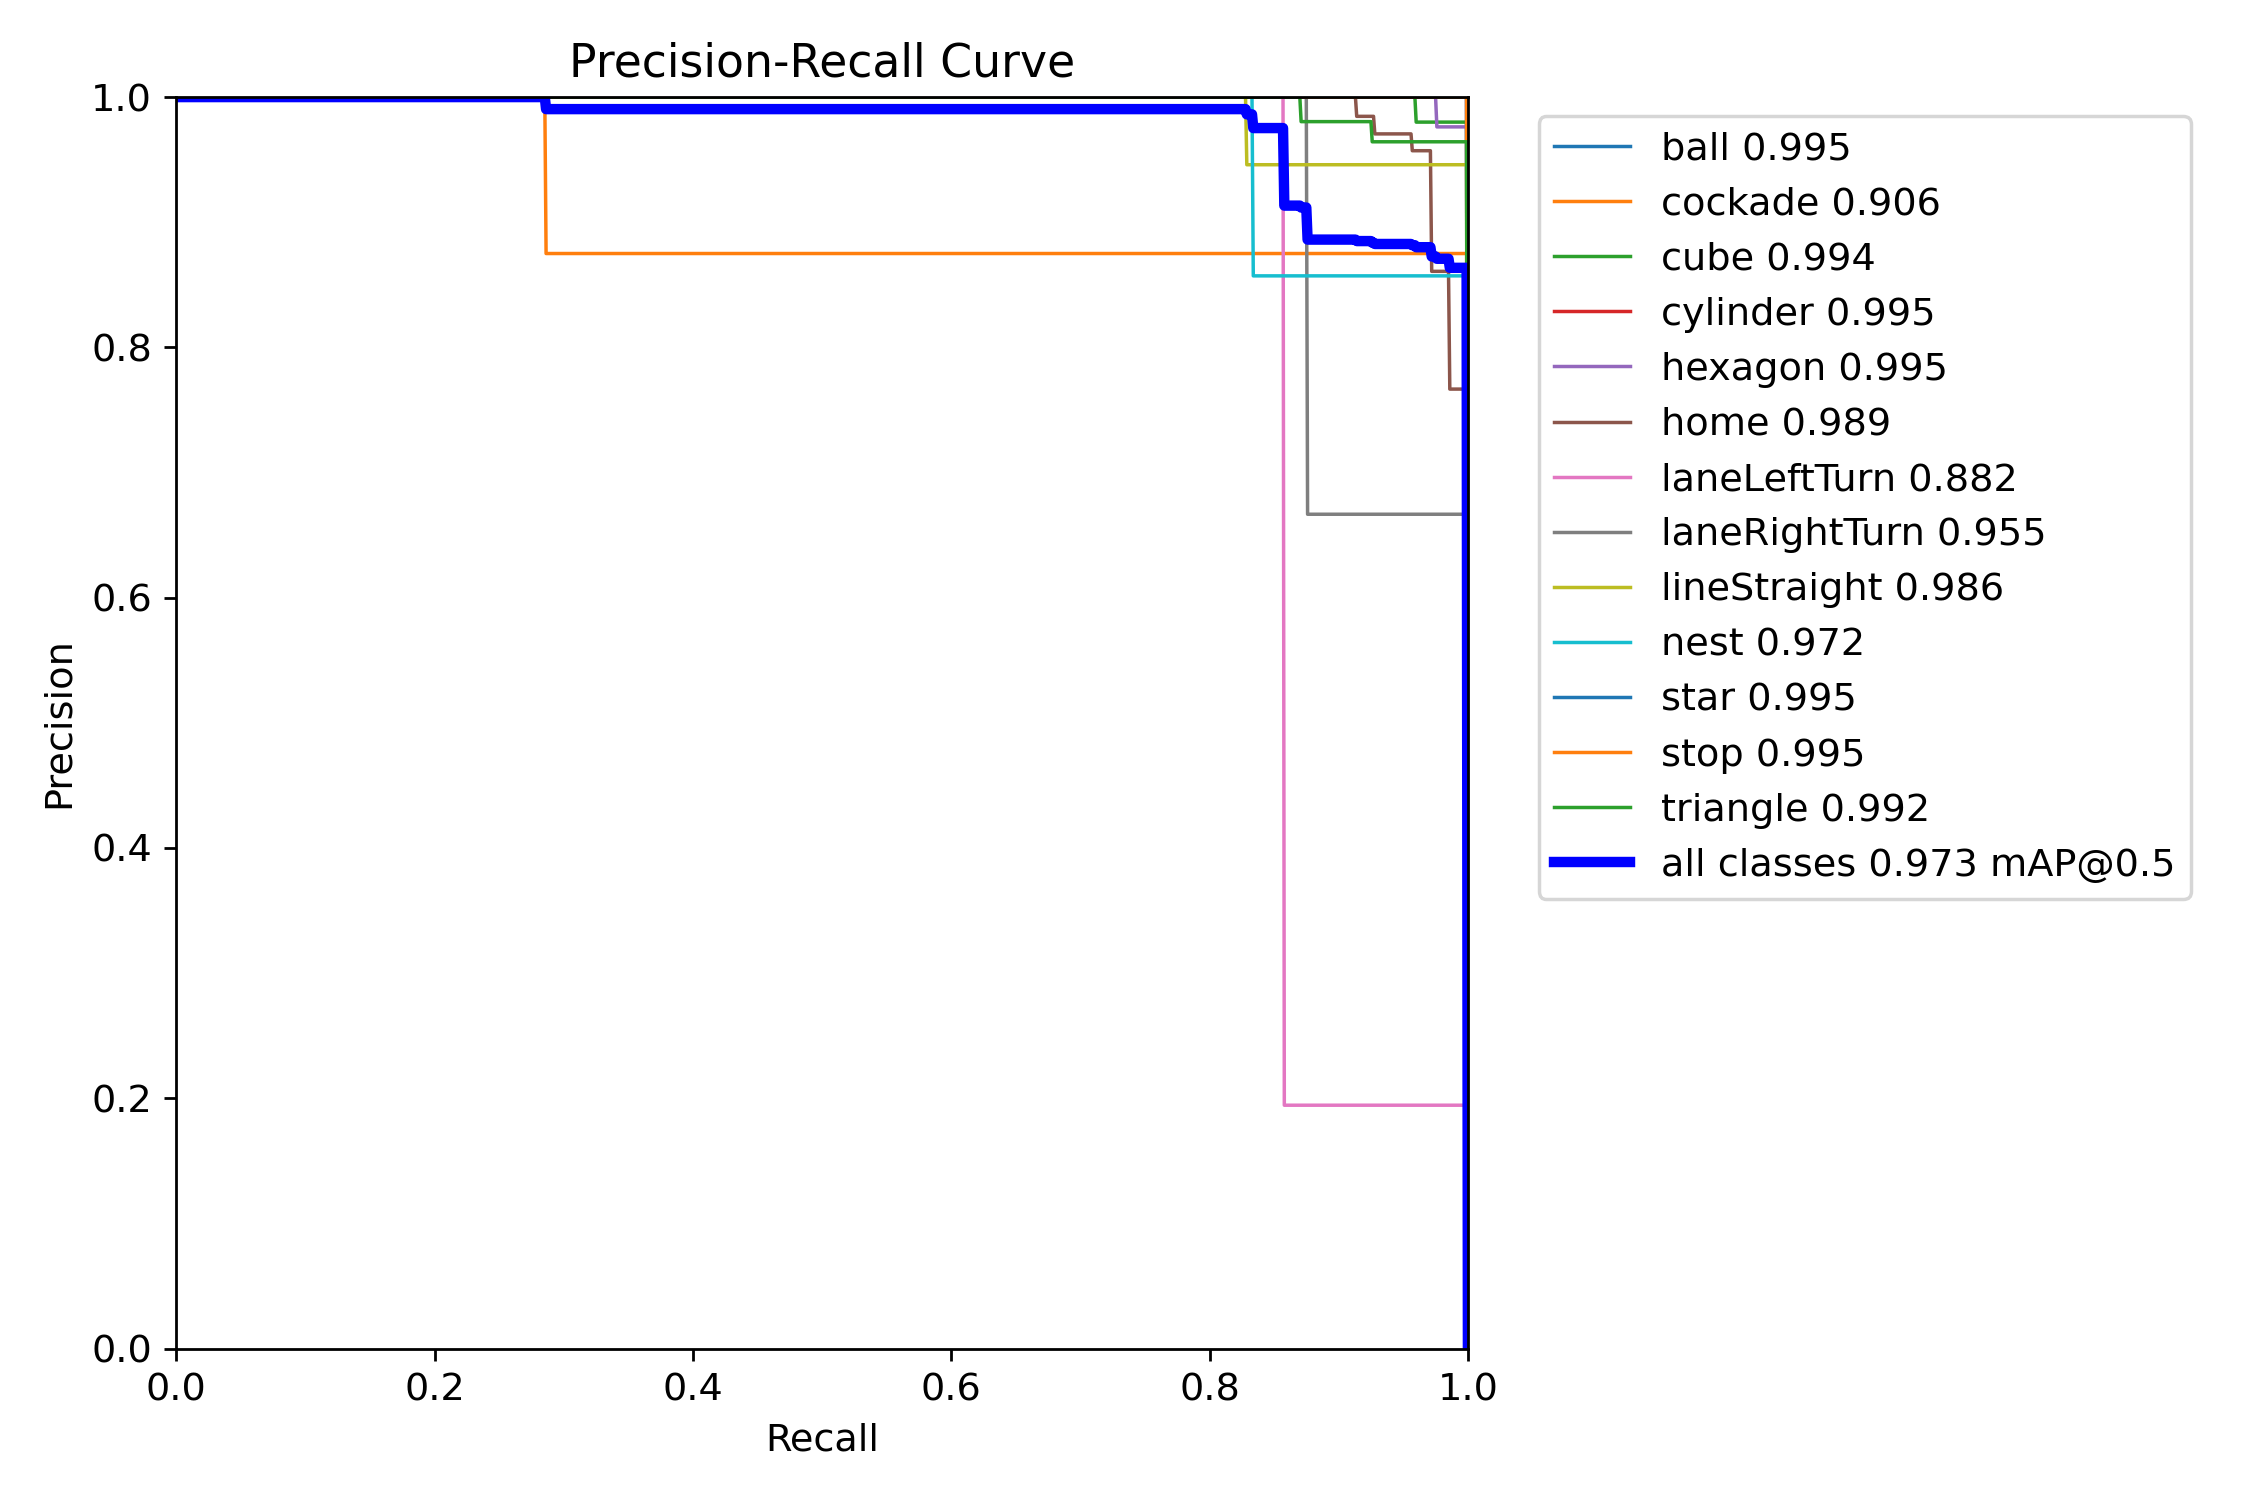 Precision-Recall Curve
1.0
0.8
0.6
0.4
0.2
0.0
Precision
0.0 0.2 0.4 0.6 0.8 1.0
Recall
ball 0.995
cockade 0.906
cube 0.994
cylinder 0.995
hexagon 0.995
home 0.989
laneLeftTurn 0.882
laneRightTurn 0.955
lineStraight 0.986
nest 0.972
star 0.995
stop 0.995
triangle 0.992
all classes 0.973 mAP@0.5